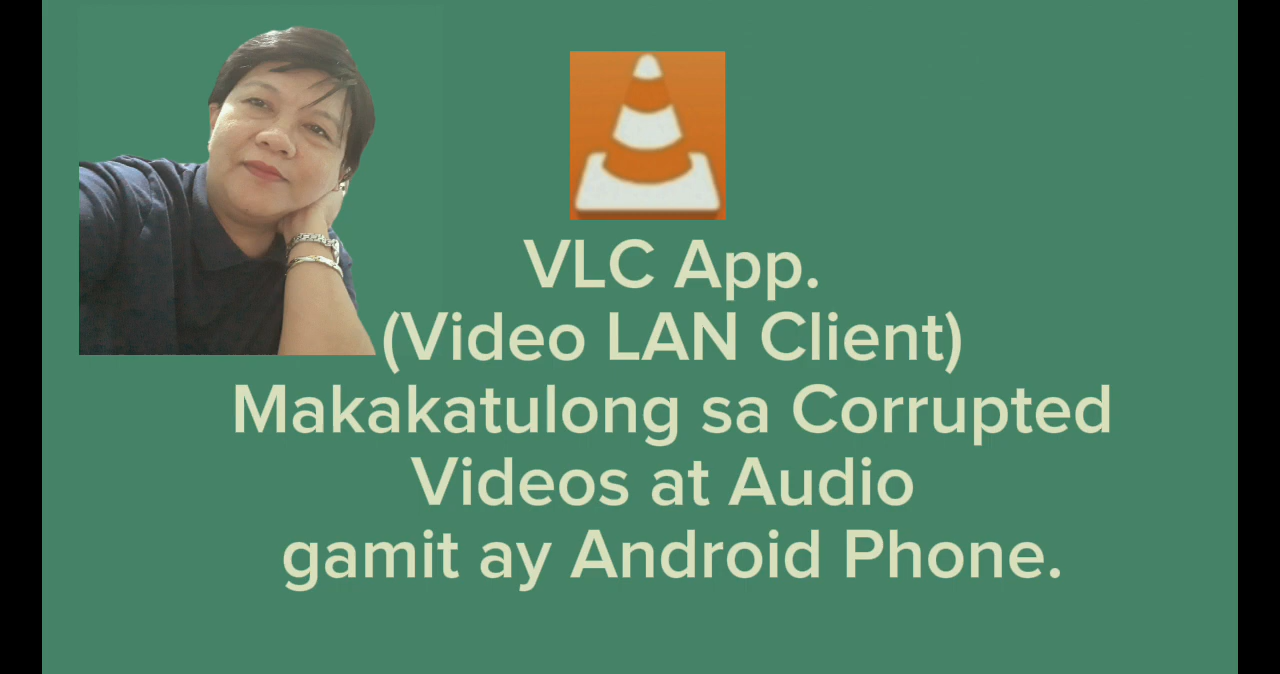 VLC App.
(Video LAN Client)
Makakatulong sa Corrupted
Videos at Audio
gamit ay Android Phone.